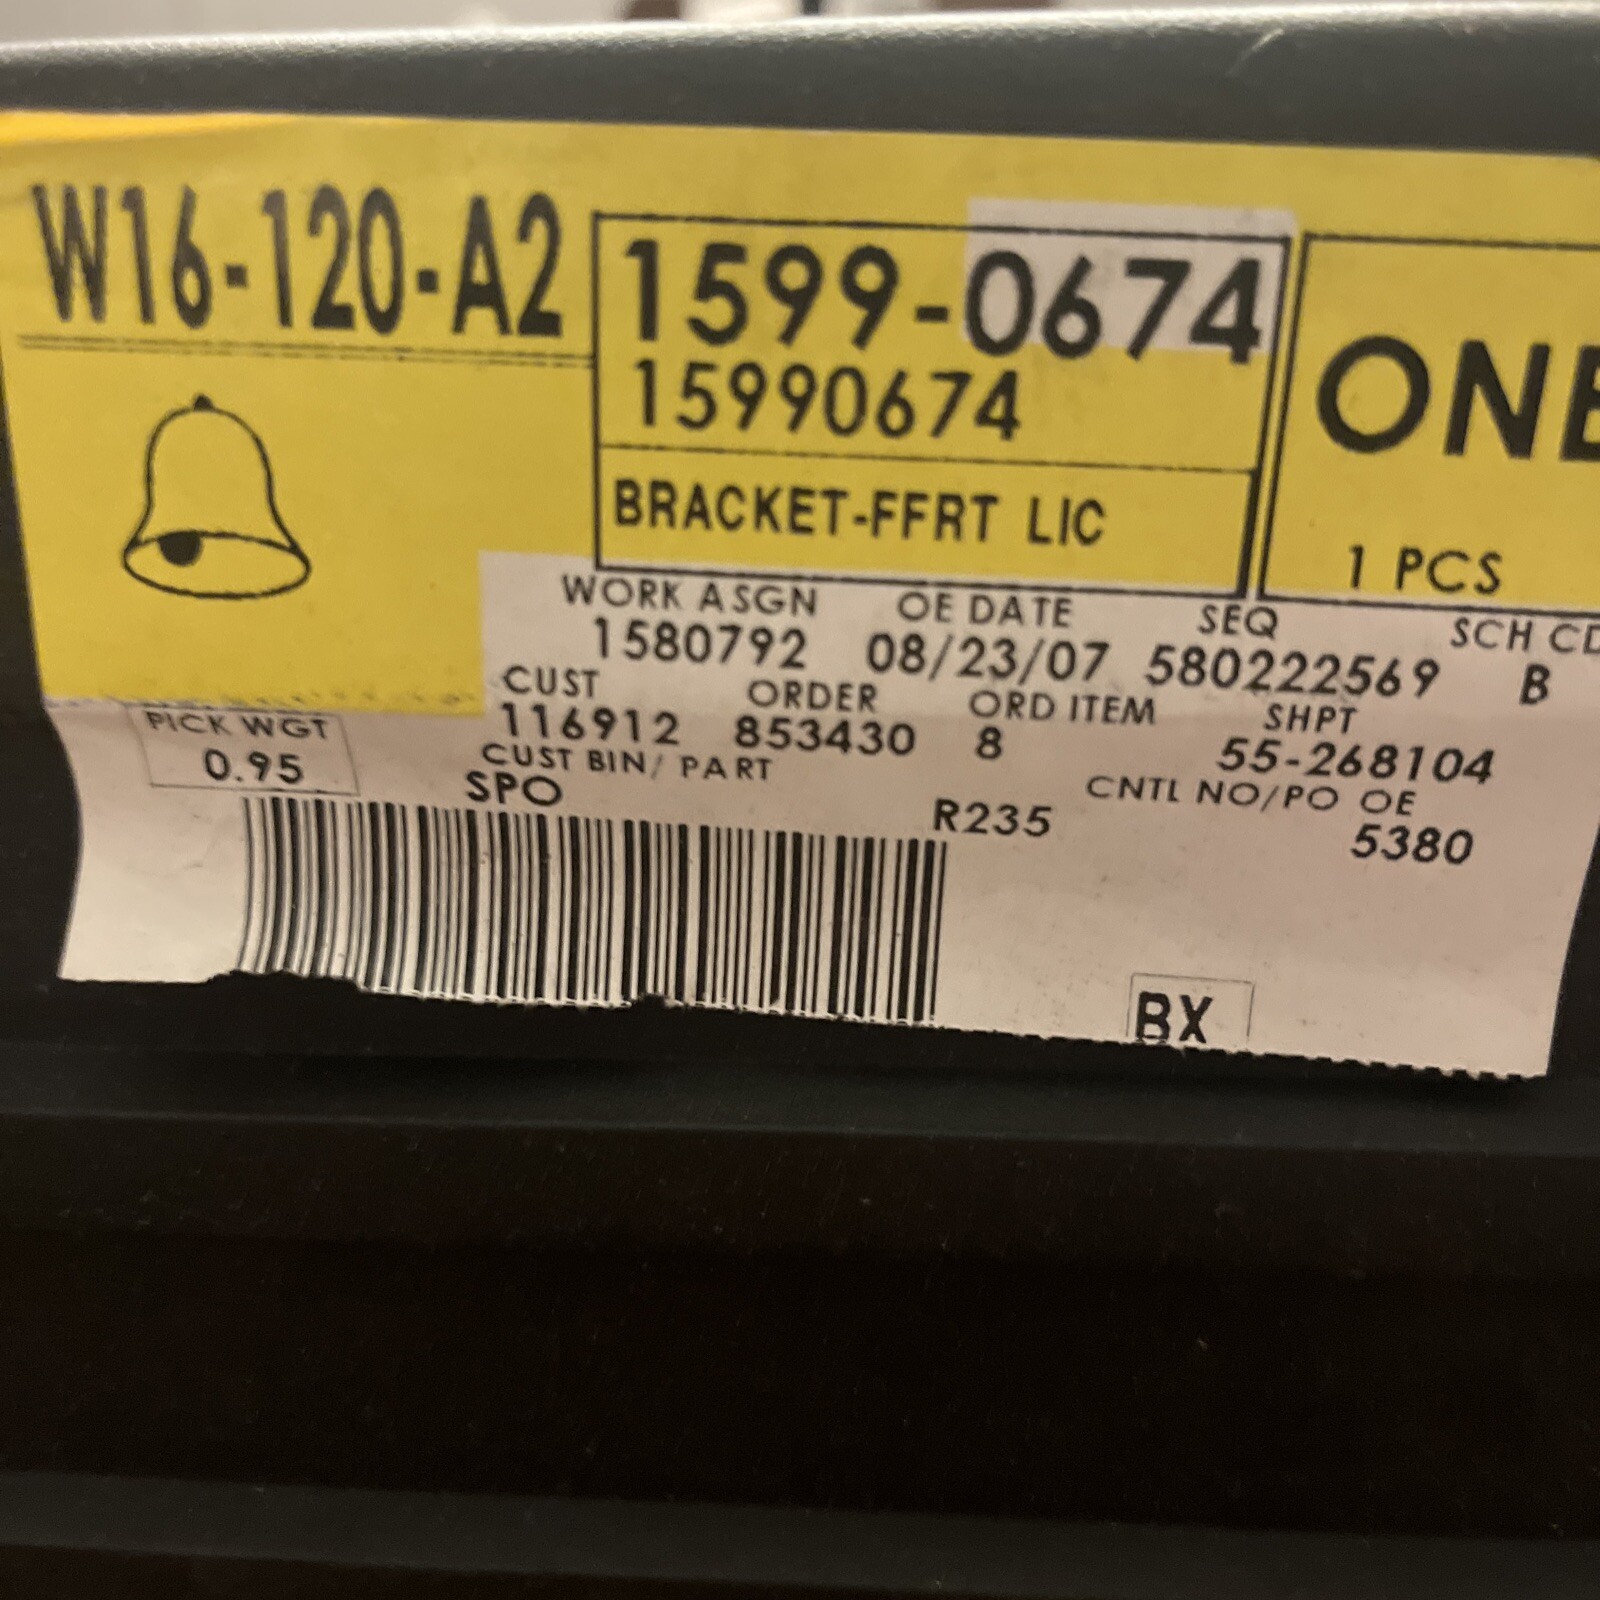 W16-120-A2
1599-0674
15990674
BRACKET-FFRT LIC
1 PCS
WORK ASGN OE DATE SEQ SCH CD
1580792 08/23/07 580222569 B
CUST ORDER ORD ITEM SHPT
116912 853430 8 55-268104
PICK WGT
0.95
CUST BIN/ PART CNTL NO/PO OE
SPO R235 5380
BX